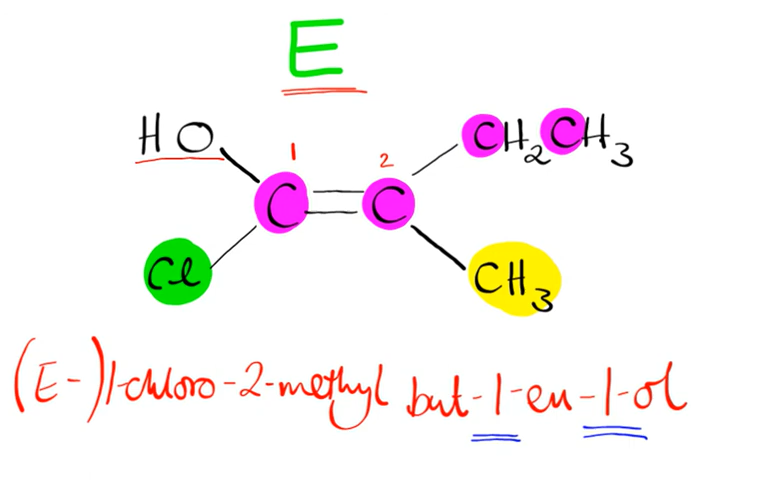 E
HO 1 2 CH₂CH₃
C C
Cl CH₃
(E-)1-chloro-2-methyl but-1-en-1-ol